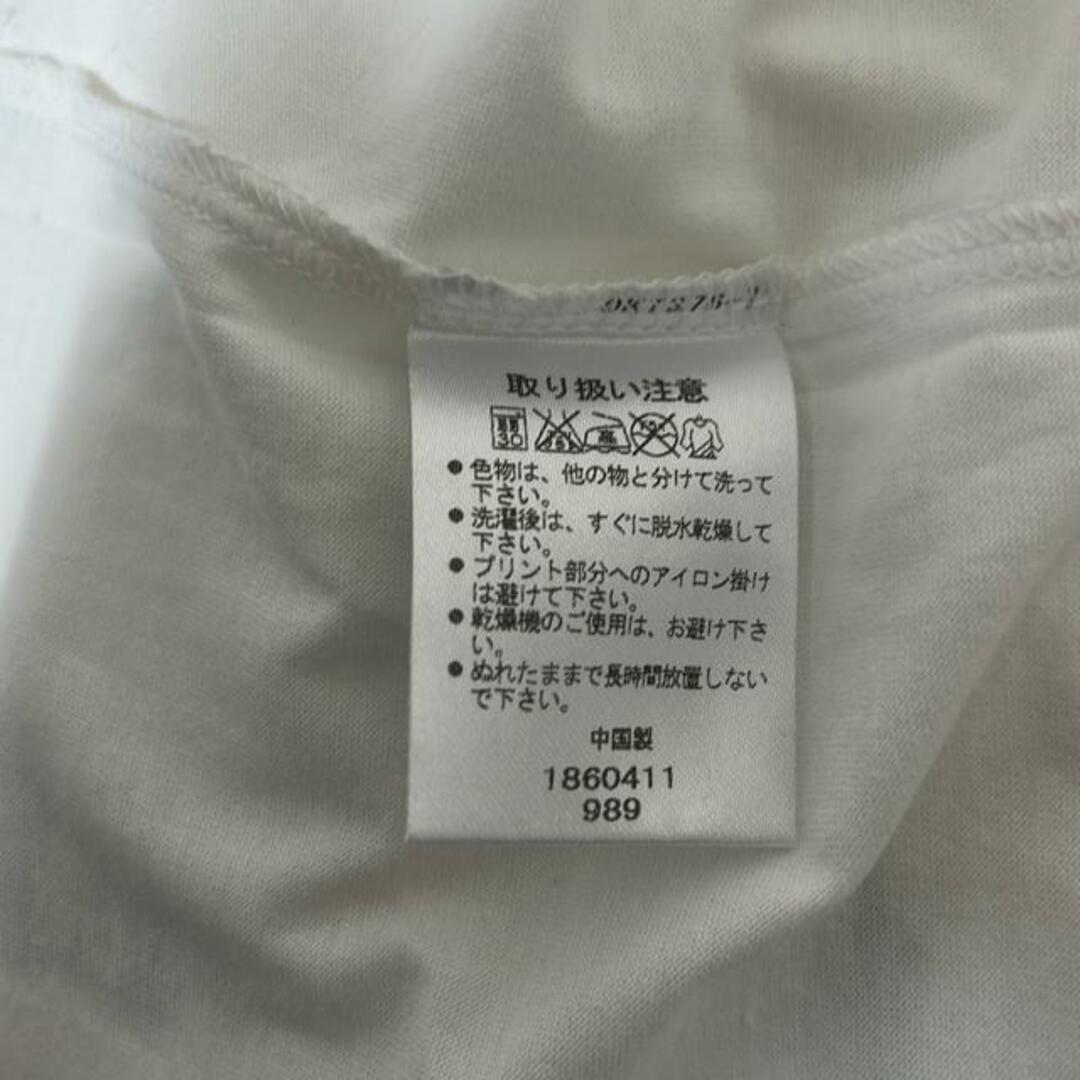 取り扱い注意
30
● 色物は、他の物と分けて洗って
下さい。
● 洗濯後は、すぐに脱水乾燥して
下さい。
● プリント部分へのアイロン掛け
は避けて下さい。
● 乾燥機のご使用は、お避け下さ
い。
● ぬれたままで長時間放置しない
で下さい。
中国製
1860411
989